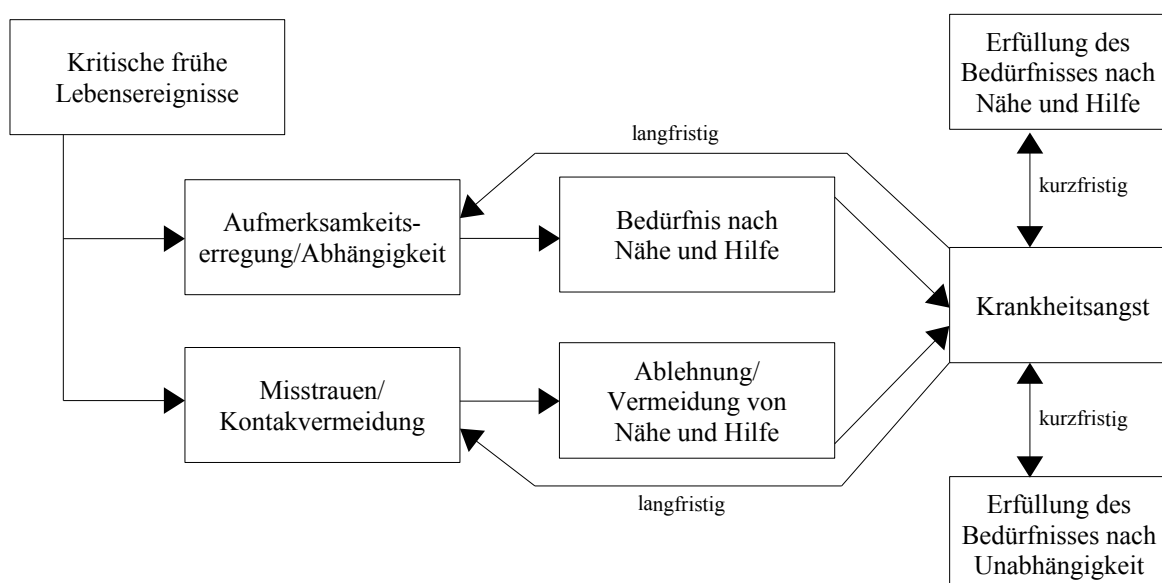 Kritische frühe
Lebensereignisse
Erfüllung des
Bedürfnisses nach
Nähe und Hilfe
langfristig
kurzfristig
Aufmerksamkeits-
erregung/Abhängigkeit
Bedürfnis nach
Nähe und Hilfe
Krankheitsangst
Misstrauen/
Kontakvermeidung
Ablehnung/
Vermeidung von
Nähe und Hilfe
kurzfristig
langfristig
Erfüllung des
Bedürfnisses nach
Unabhängigkeit